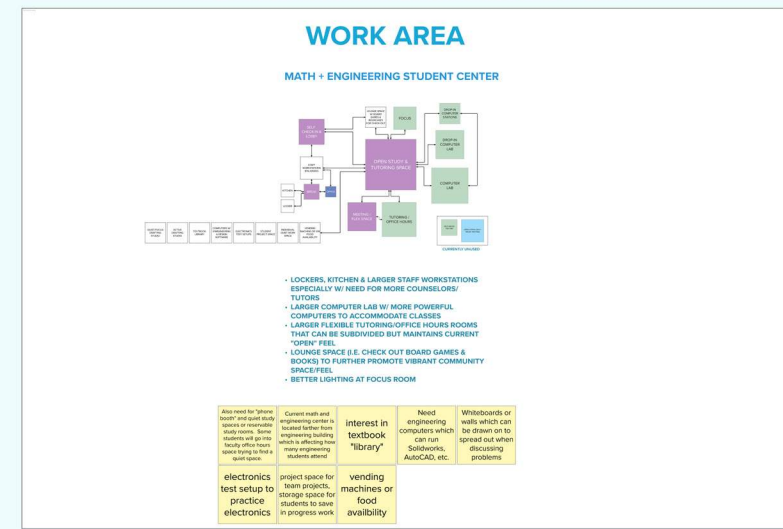 WORK AREA
MATH + ENGINEERING STUDENT CENTER
FOCUS
OPEN STUDY &
TUTORING SPACE
DROP-IN
COMPUTER
LAB
COMPUTER
LAB
TUTORING /
OFFICE HOURS
CURRENTLY UNUSED
• LOCKERS, KITCHEN & LARGER STAFF WORKSTATIONS
ESPECIALLY W/ NEED FOR MORE COUNSELORS/
TUTORS
• LARGER COMPUTER LAB W/ MORE POWERFUL
COMPUTERS TO ACCOMMODATE CLASSES
• LARGER FLEXIBLE TUTORING/OFFICE HOURS ROOMS
THAT CAN BE SUBDIVIDED BUT MAINTAINS CURRENT
"OPEN" FEEL
• LOUNGE SPACE (I.E. CHECK OUT BOARD GAMES &
BOOKS) TO FURTHER PROMOTE VIBRANT COMMUNITY
SPACE/FEEL
• BETTER LIGHTING AT FOCUS ROOM
Also need for "phone
booth" and quiet study
spaces or reservable
study rooms. Some
students will go into
faculty office hours
space trying to find a
quiet space.
Current math and
engineering center is
located farther from
engineering building
which is affecting how
many engineering
students attend
interest in
textbook
"library"
Need
engineering
computers which
can run
Solidworks,
AutoCAD, etc.
Whiteboards or
walls which can
be drawn on to
spread out when
discussing
problems
electronics
test setup to
practice
electronics
project space for
team projects,
storage space for
students to save
in progress work
vending
machines or
food
availbility